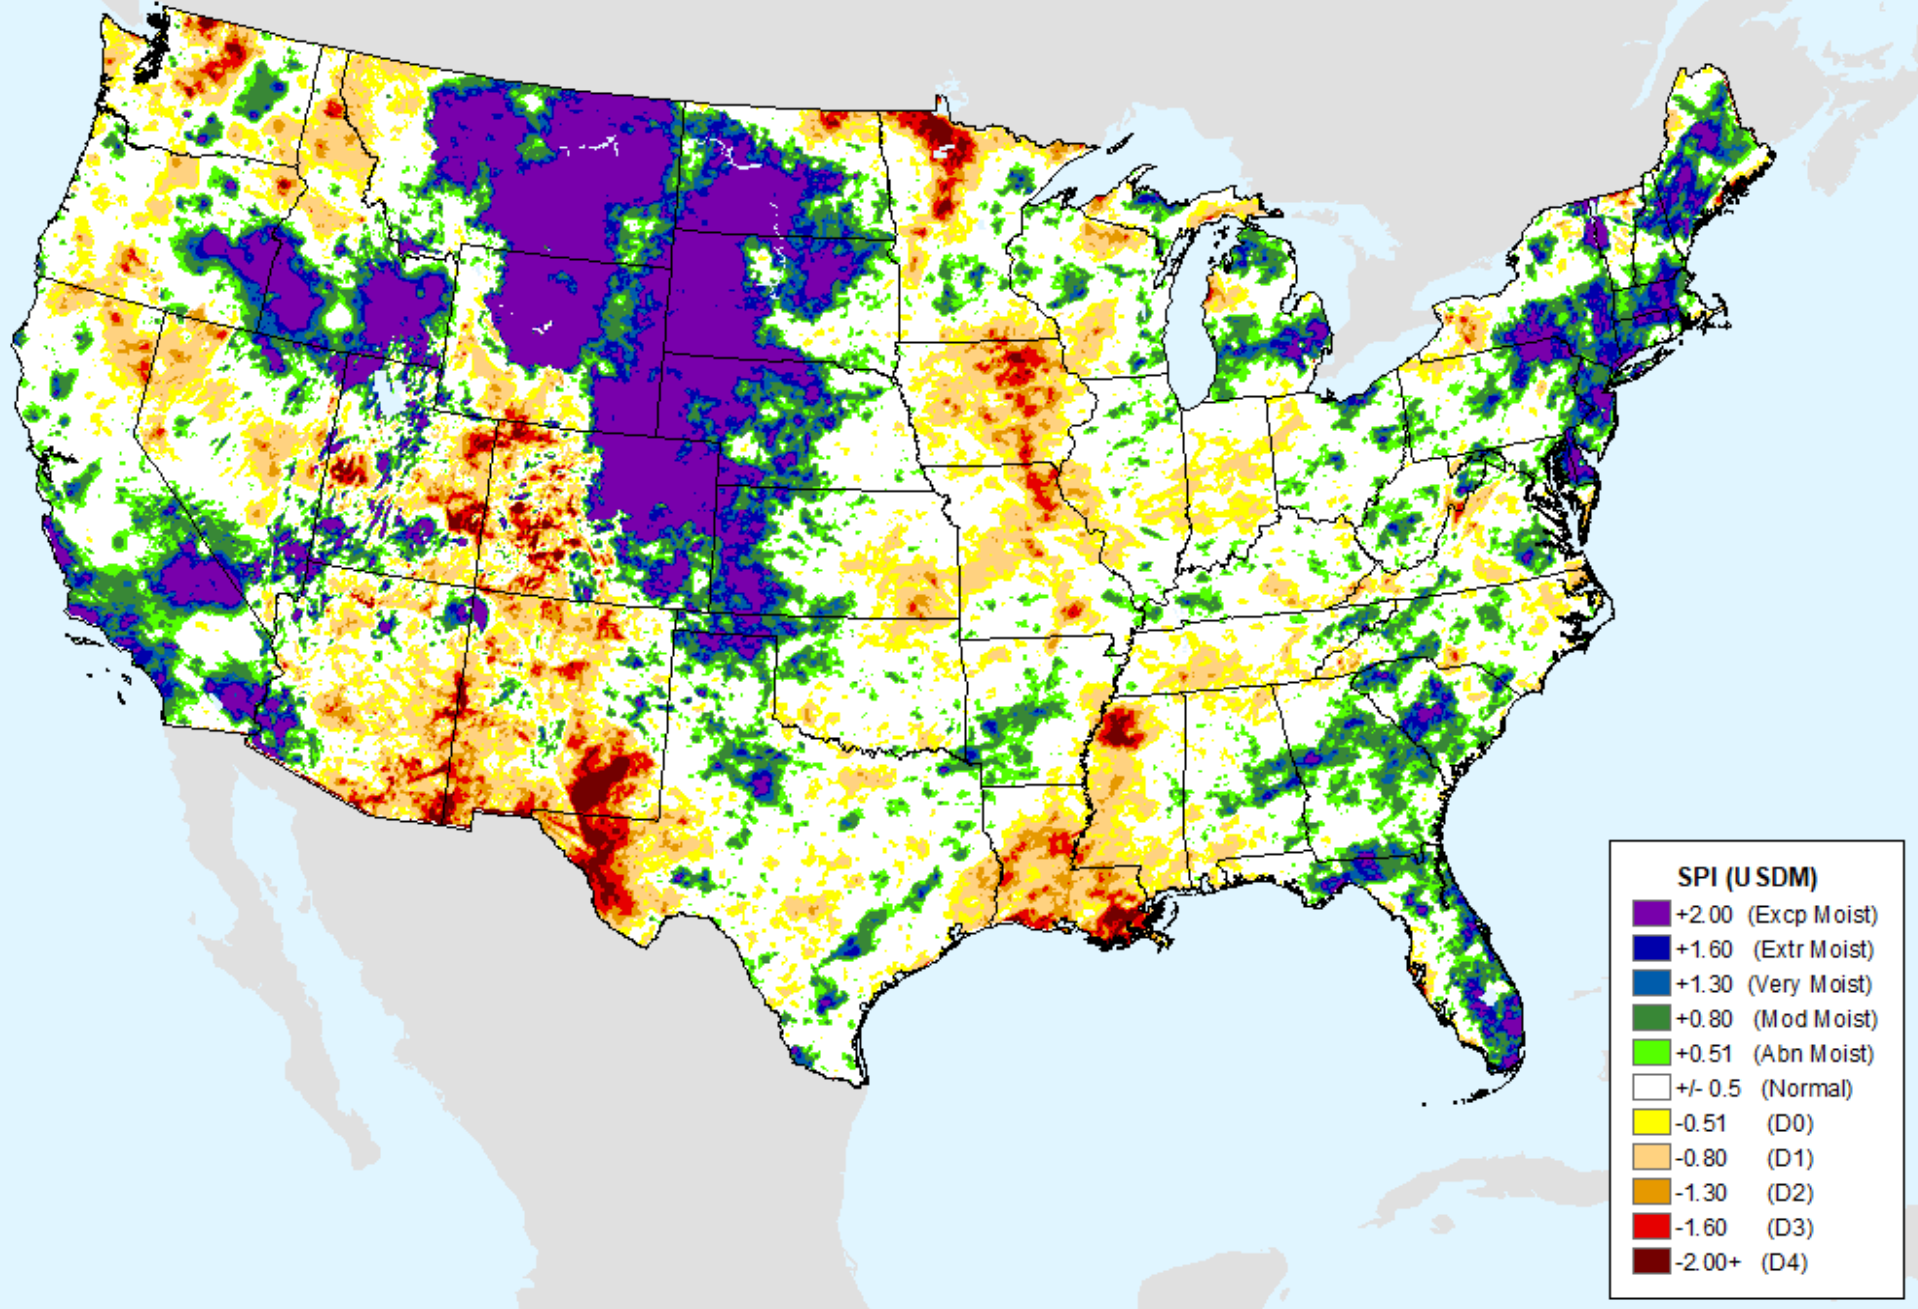 SPI (USDM)
+2.00 (Excp Moist)
+1.60 (Extr Moist)
+1.30 (Very Moist)
+0.80 (Mod Moist)
+0.51 (Abn Moist)
+/- 0.5 (Normal)
-0.51 (D0)
-0.80 (D1)
-1.30 (D2)
-1.60 (D3)
-2.00+ (D4)